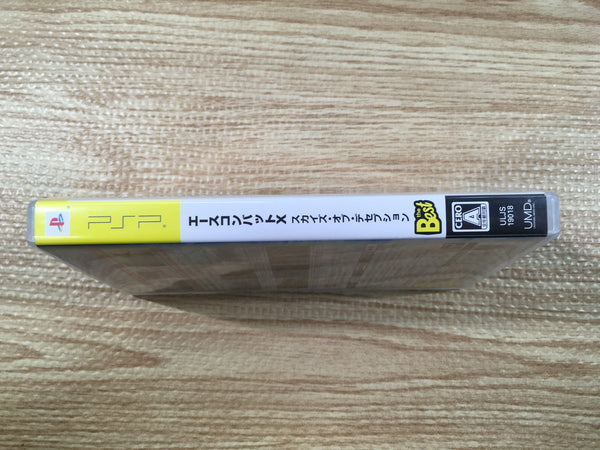 PSP®
エースコンバットX スカイズ・オブ・デセプション
the Best
CERO
A
ULJS
19018
UMD®